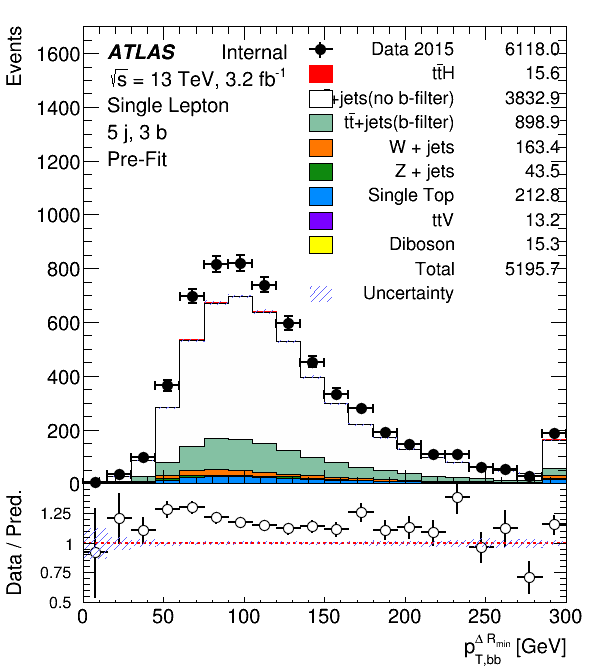 Events
1600
1400
1200
1000
800
600
400
200
0
ATLAS Internal
√s = 13 TeV, 3.2 fb⁻¹
Single Lepton
5 j, 3 b
Pre-Fit
Data 2015 6118.0
tt̄H 15.6
+jets(no b-filter) 3832.9
tt̄+jets(b-filter) 898.9
W + jets 163.4
Z + jets 43.5
Single Top 212.8
ttV 13.2
Diboson 15.3
Total 5195.7
Uncertainty
Data / Pred.
1.25
1
0.75
0.5
0 50 100 150 200 250 300
p_{T,bb}^{Δ R_{min}} [GeV]